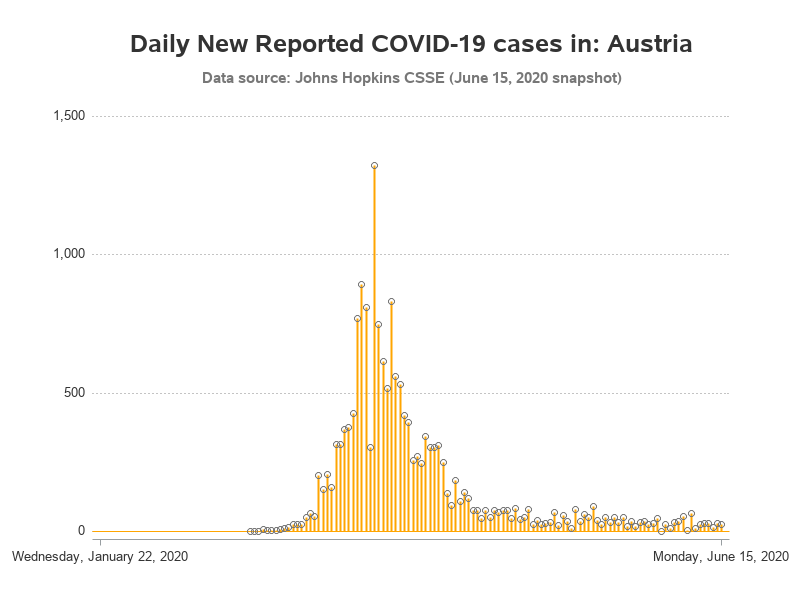 Daily New Reported COVID-19 cases in: Austria
Data source: Johns Hopkins CSSE (June 15, 2020 snapshot)
1,500
1,000
500
0
Wednesday, January 22, 2020
Monday, June 15, 2020